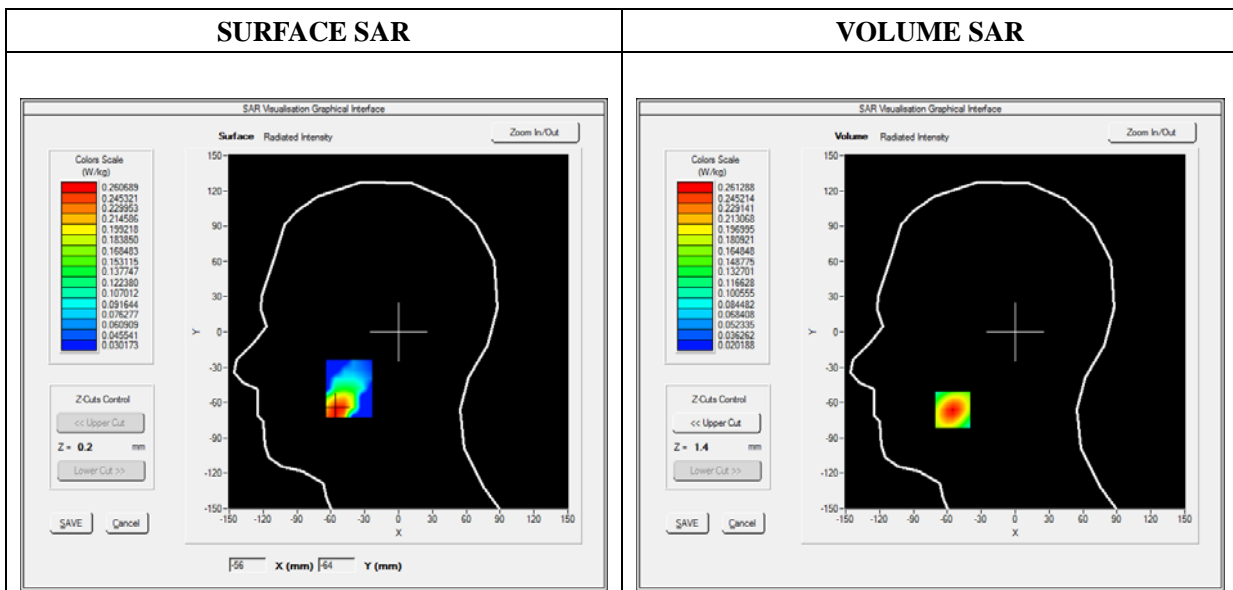 SURFACE SAR
VOLUME SAR
SAR Visualisation Graphical Interface
Surface Radiated Intensity
Zoom In/Out
Colors Scale
(W/kg)
0.260689
0.245321
0.229953
0.214586
0.199218
0.183850
0.168483
0.153115
0.137747
0.122380
0.107012
0.091644
0.076277
0.060909
0.045541
0.030173
Z-Cuts Control
<< Upper Cut
Z = 0.2 mm
Lower Cut >>
SAVE Cancel
150
120
90
60
30
Y 0
-30
-60
-90
-120
-150
-150 -120 -90 -60 -30 0 30 60 90 120 150
X
-56 X (mm) -64 Y (mm)
SAR Visualisation Graphical Interface
Volume Radiated Intensity
Zoom In/Out
Colors Scale
(W/kg)
0.261288
0.245214
0.229141
0.213068
0.196995
0.180921
0.164848
0.148775
0.132701
0.116628
0.100555
0.084482
0.068408
0.052335
0.036262
0.020188
Z-Cuts Control
<< Upper Cut
Z = 1.4 mm
Lower Cut >>
SAVE Cancel
150
120
90
60
30
Y 0
-30
-60
-90
-120
-150
-150 -120 -90 -60 -30 0 30 60 90 120 150
X